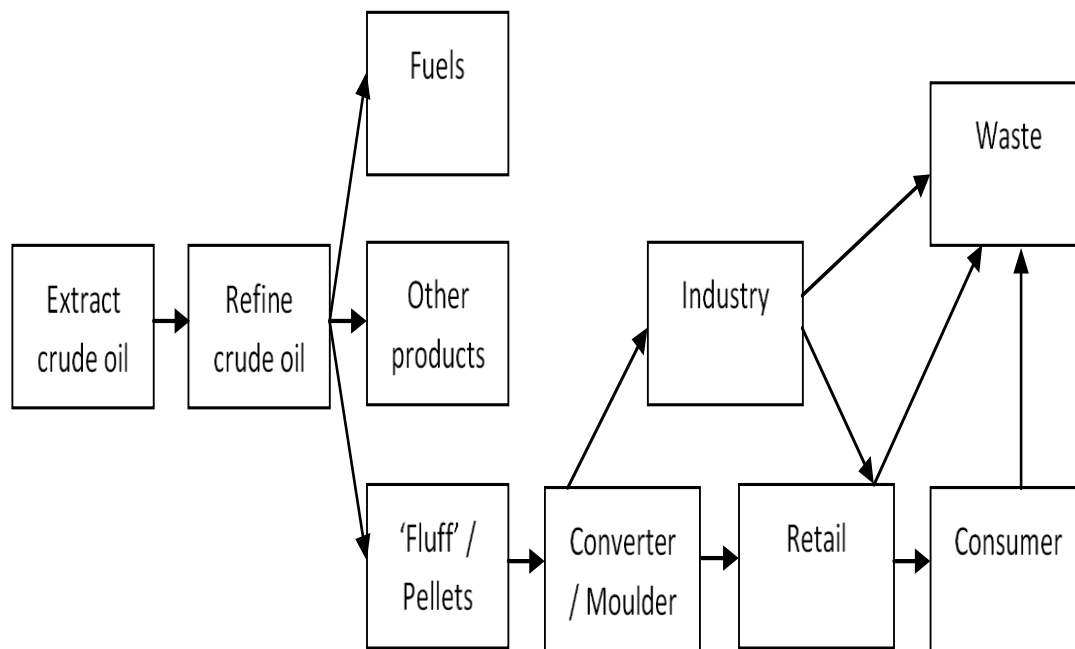 Fuels
Waste
Extract
crude oil
Refine
crude oil
Other
products
Industry
‘Fluff’ /
Pellets
Converter
/ Moulder
Retail
Consumer